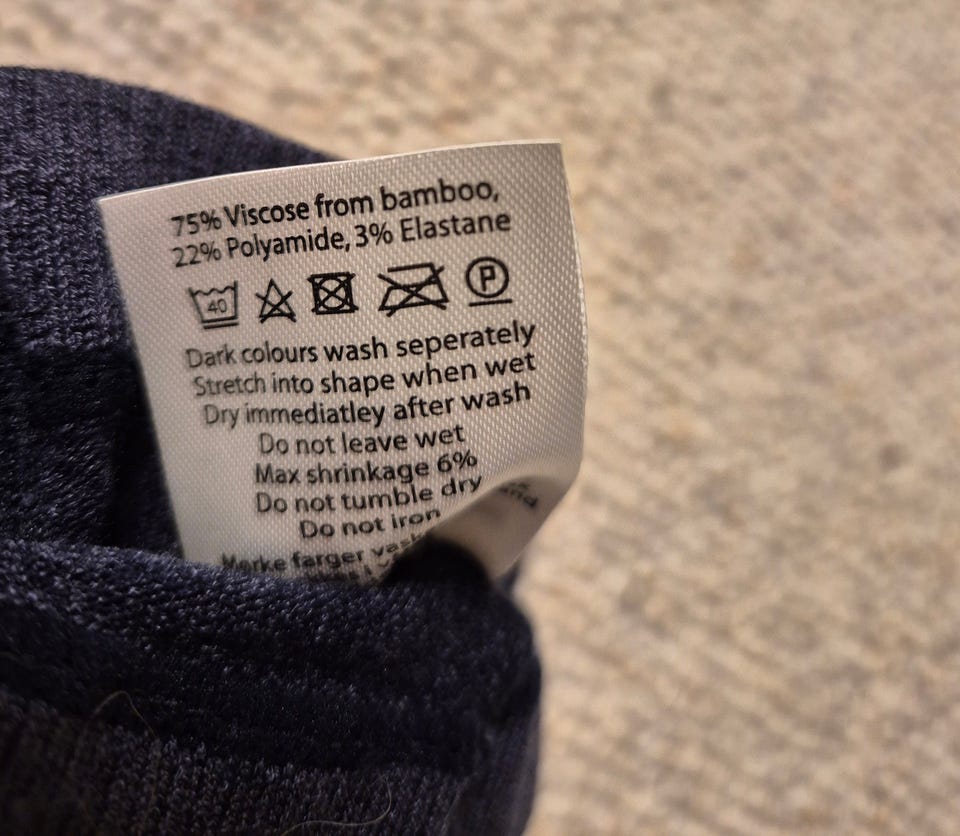 75% Viscose from bamboo,
22% Polyamide, 3% Elastane
40 P
Dark colours wash seperately
Stretch into shape when wet
Dry immediatley after wash
Do not leave wet
Max shrinkage 6%
Do not tumble dry
Do not iron
Mørke farger